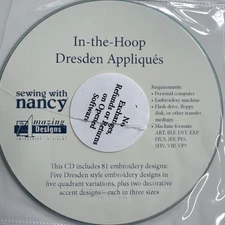 In-the-Hoop
Dresden Appliqués
sewing with
nancy
Amazing
Designs
No
Exchanges,
Refunds or Returns
on Opened
Software
Requirements:
• Personal computer
• Embroidery machine
• Flash drive, floppy
disk, or other transfer
medium
• Machine formats:
ART, DST, EXP
HUS, JEF, PES,
SHV, VIP, VP3
This CD includes 81 embroidery designs:
Five Dresden style embroidery designs in
five quadrant variations, plus two decorative
accent designs—each in three sizes